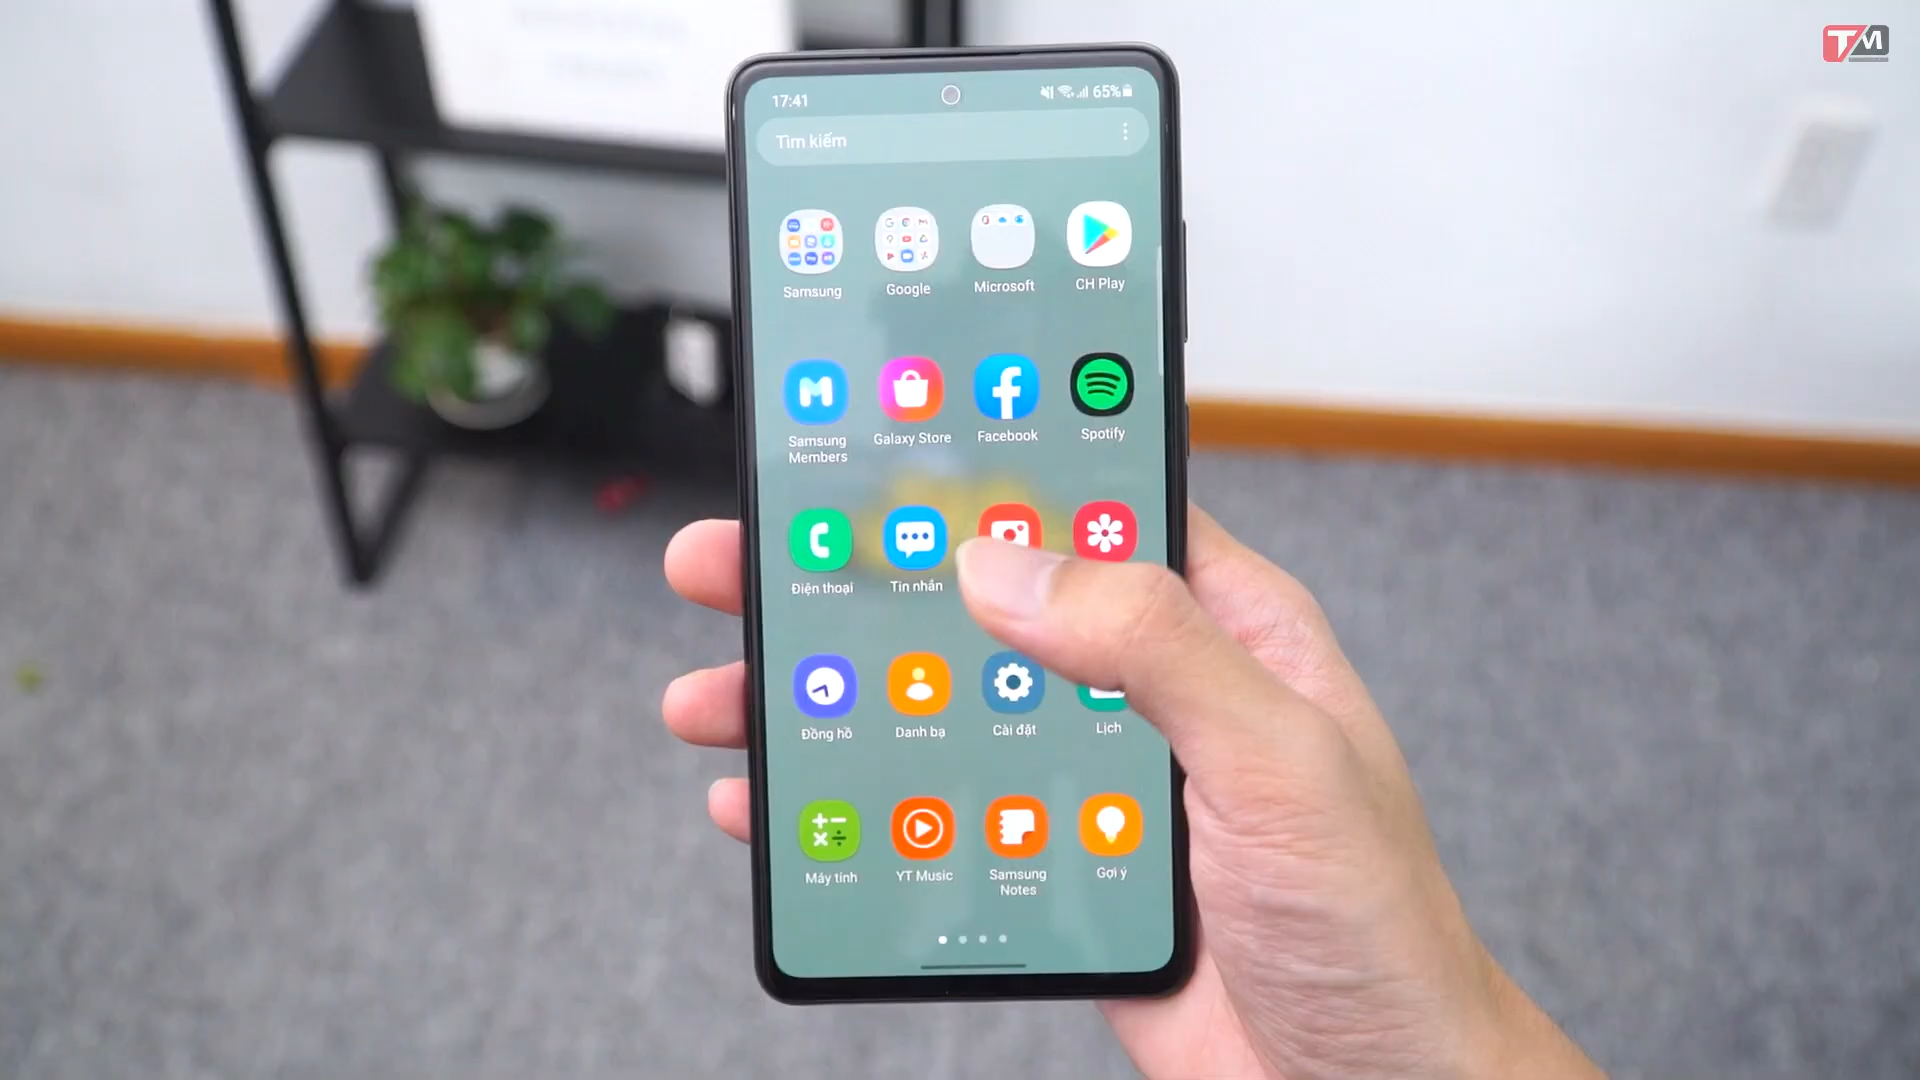 TM
17:41
65%
Tìm kiếm
Samsung
Google
Microsoft
CH Play
Samsung
Members
Galaxy Store
Facebook
Spotify
Điện thoại
Tin nhắn
Đồng hồ
Danh bạ
Cài đặt
Lịch
Máy tính
YT Music
Samsung
Notes
Gợi ý